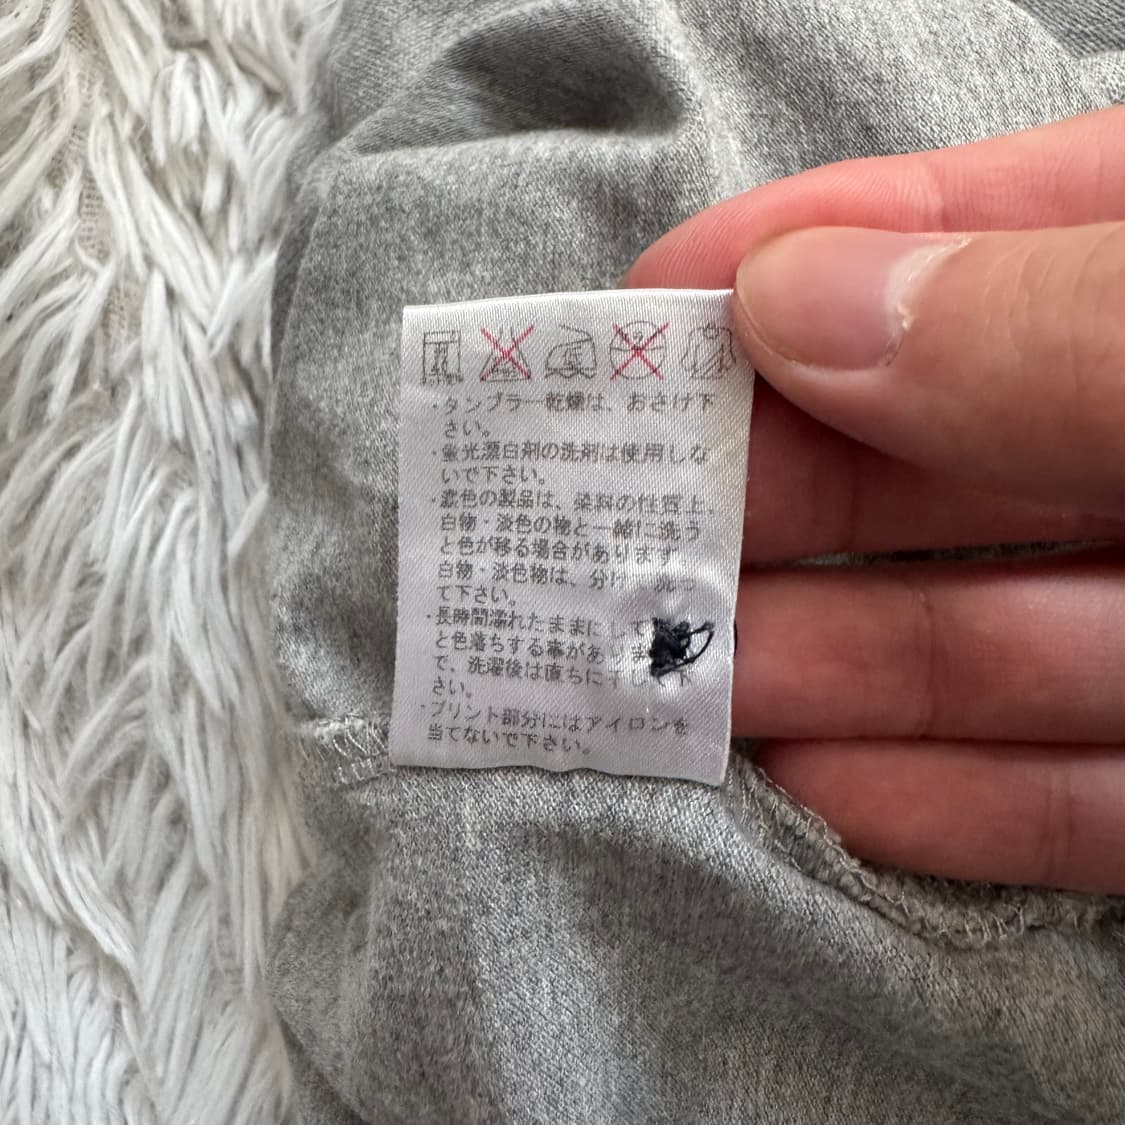 ・タンブラー乾燥は、おさけ下
さい。
・蛍光漂白剤の洗剤は使用しな
いで下さい。
・濃色の製品は、染料の性質上、
白物・淡色の物と一緒に洗う
と色が移る場合があります
白物・淡色物は、分け
て下さい。
・長時間濡れたままにして
と色落ちする事があ ま
で、洗濯後は直ちに干し 下
さい。
・プリント部分にはアイロンを
当てないで下さい。